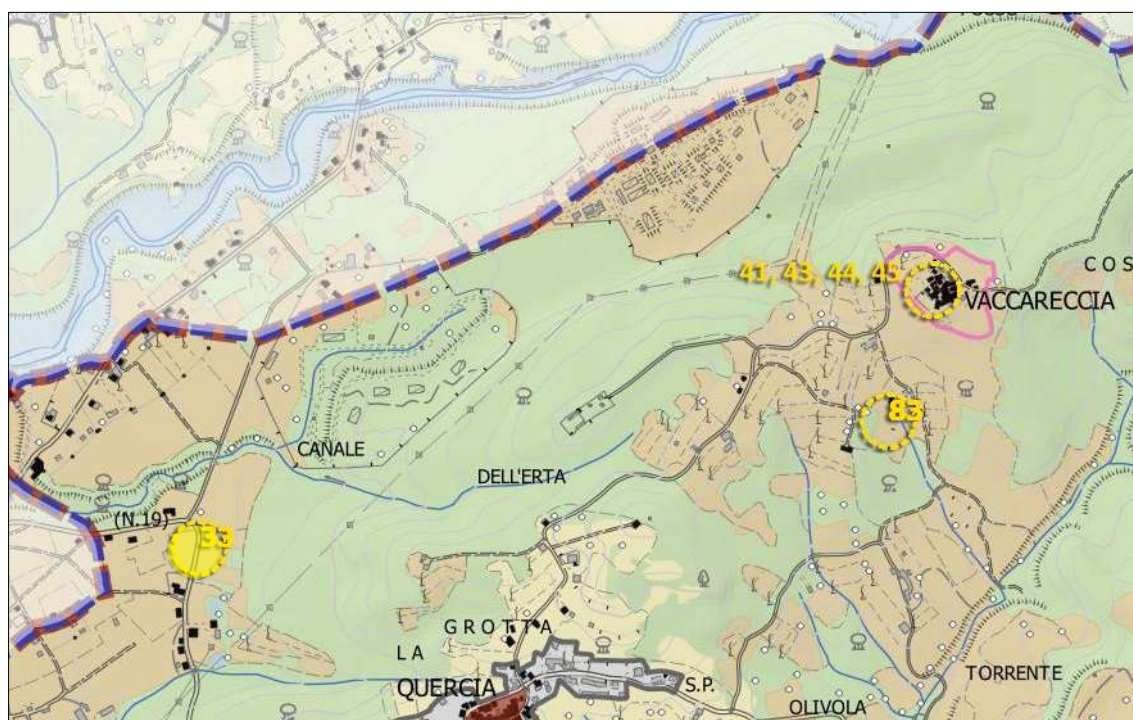 41, 43, 44, 45
COS
VACCARECCIA
83
CANALE
DELL'ERTA
(N.19)
33
GROTTA
LA
QUERCIA
S.P.
TORRENTE
OLIVOLA